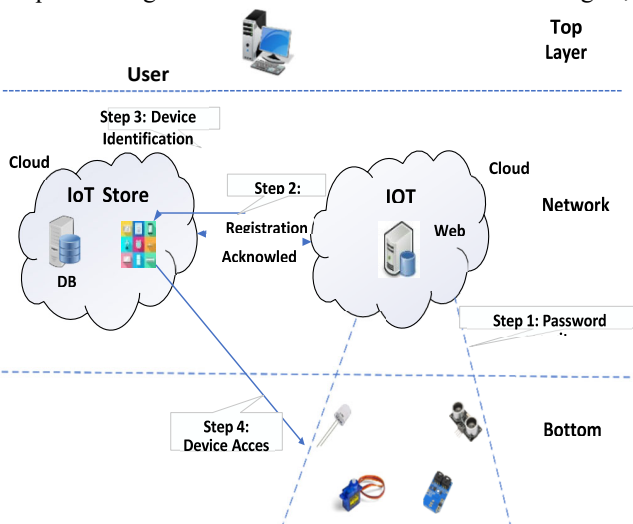 Top
Layer
User
Step 3: Device
Identification
Cloud
IoT Store
DB
Step 2:
Registration
Acknowled
IOT
Web
Cloud
Network
Step 1: Password
Step 4:
Device Acces
Bottom